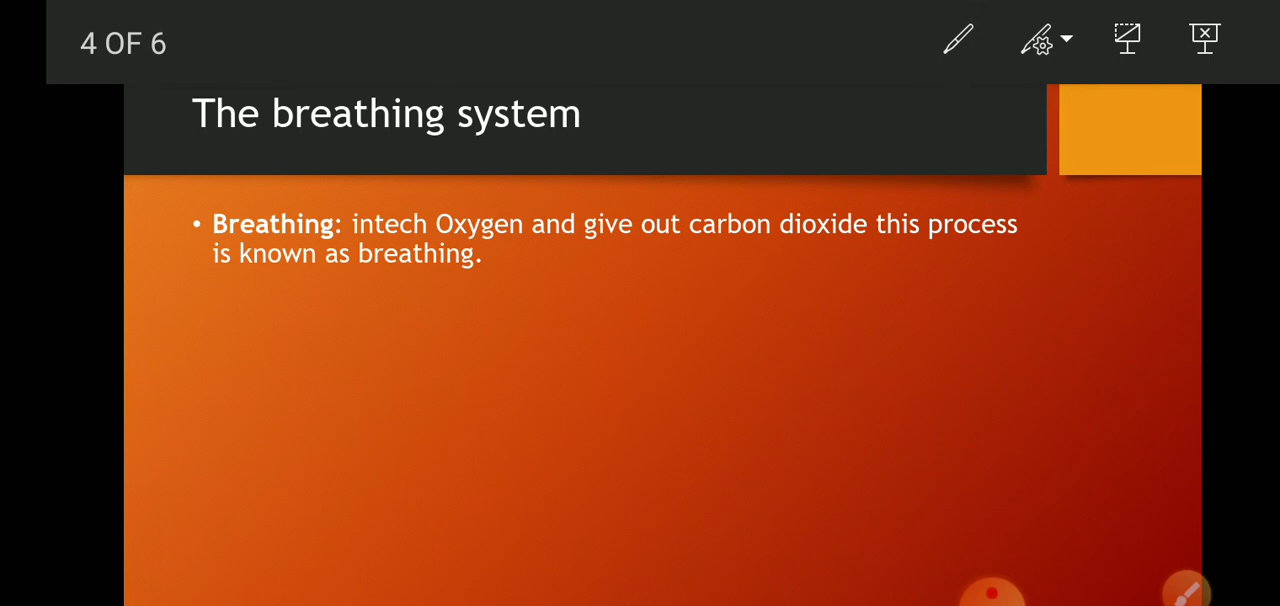 4 OF 6
The breathing system
• Breathing: intech Oxygen and give out carbon dioxide this process
is known as breathing.